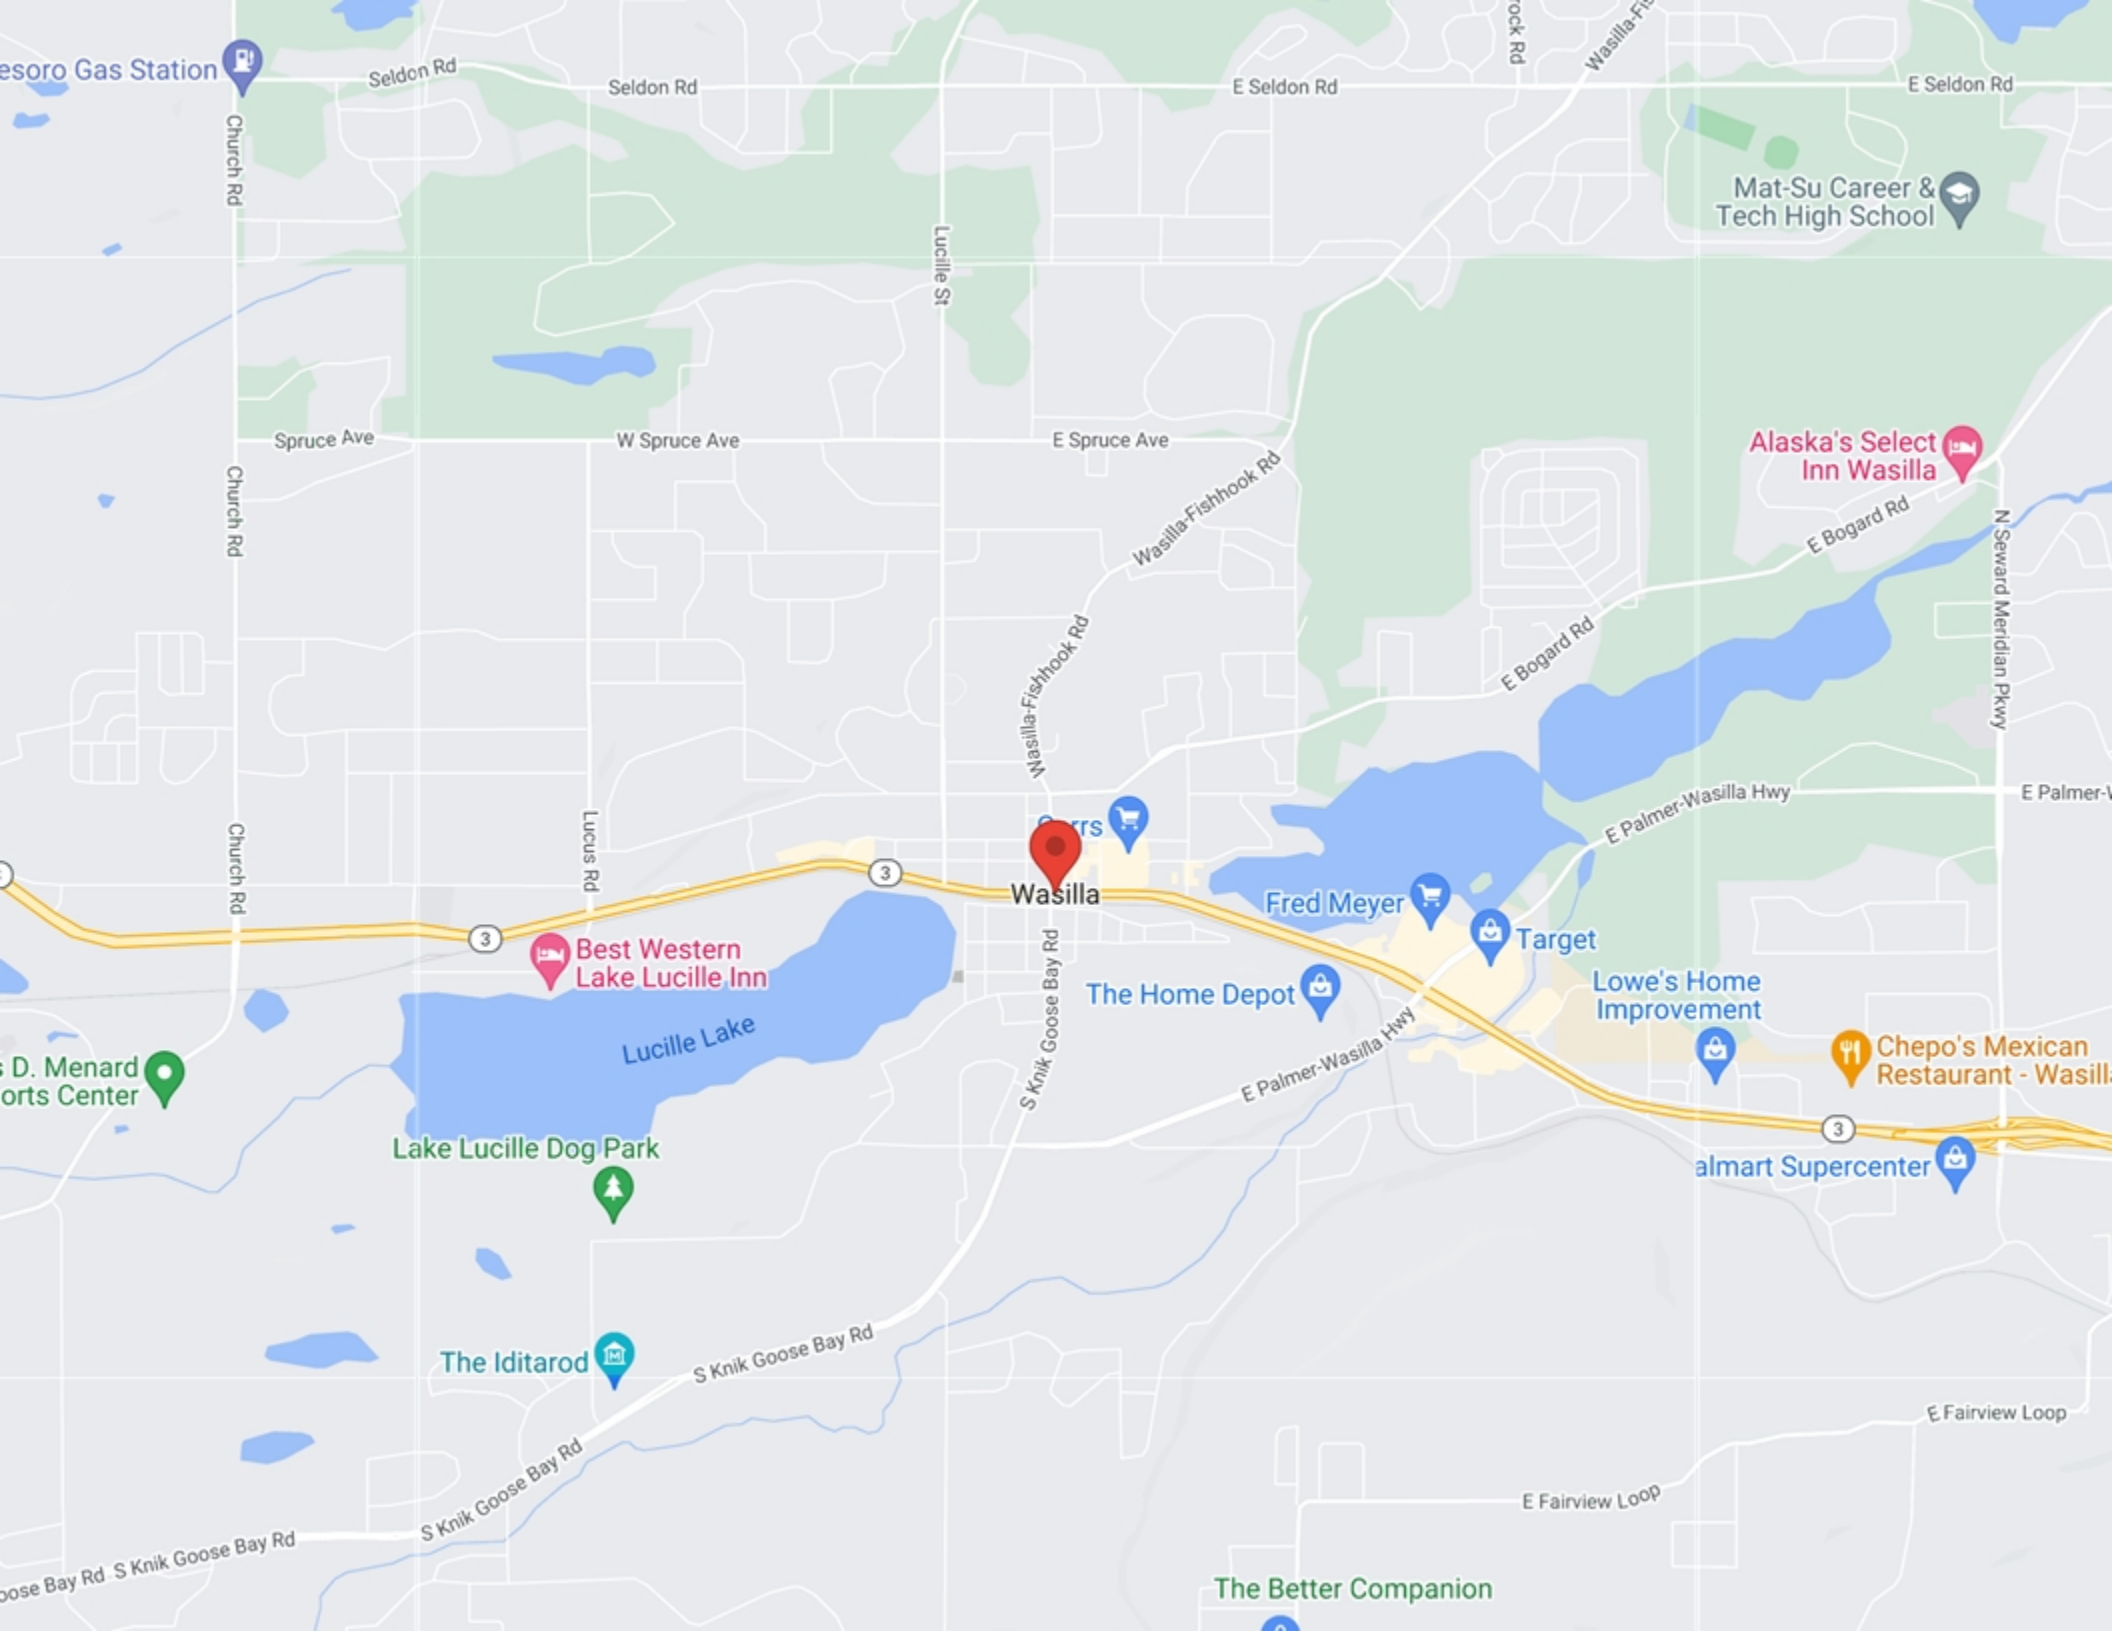 esoro Gas Station
Seldon Rd
Seldon Rd
E Seldon Rd
rock Rd
Wasilla-Fis
E Seldon Rd
Church Rd
Mat-Su Career &
Tech High School
Lucille St
Spruce Ave
W Spruce Ave
E Spruce Ave
Wasilla-Fishhook Rd
Alaska's Select
Inn Wasilla
E Bogard Rd
Church Rd
N Seward Meridian Pkwy
Wasilla-Fishhook Rd
E Bogard Rd
E Palmer-Wasilla Hwy
E Palmer-W
Lucus Rd
Church Rd
rrs
3
Wasilla
Fred Meyer
3
Target
Best Western
Lake Lucille Inn
S Knik Goose Bay Rd
The Home Depot
Lowe's Home
Improvement
Lucille Lake
E Palmer-Wasilla Hwy
s D. Menard
orts Center
Chepo's Mexican
Restaurant - Wasilla
3
Lake Lucille Dog Park
almart Supercenter
The Iditarod
S Knik Goose Bay Rd
E Fairview Loop
S Knik Goose Bay Rd
E Fairview Loop
oose Bay Rd
S Knik Goose Bay Rd
The Better Companion